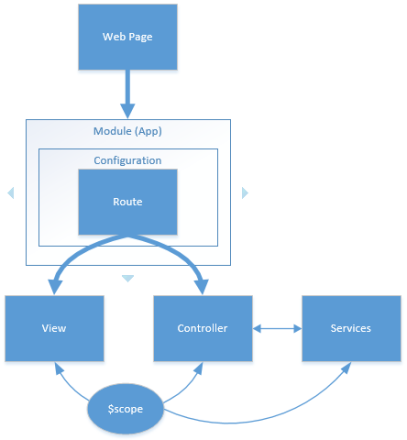 Web Page
Module (App)
Configuration
Route
View
Controller
Services
$scope